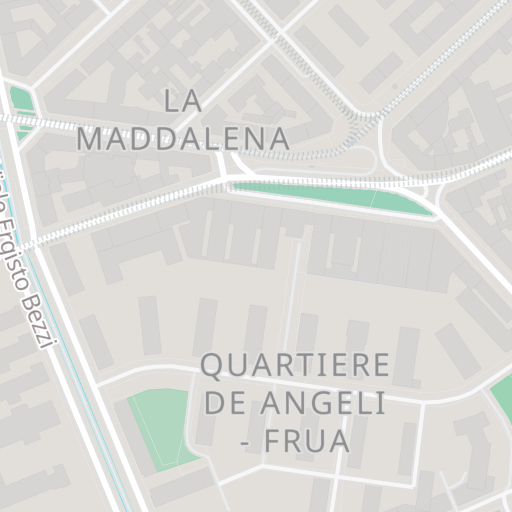 LA
MADDALENA
Viale Ergisto Bezzi
QUARTIERE
DE ANGELI
- FRUA